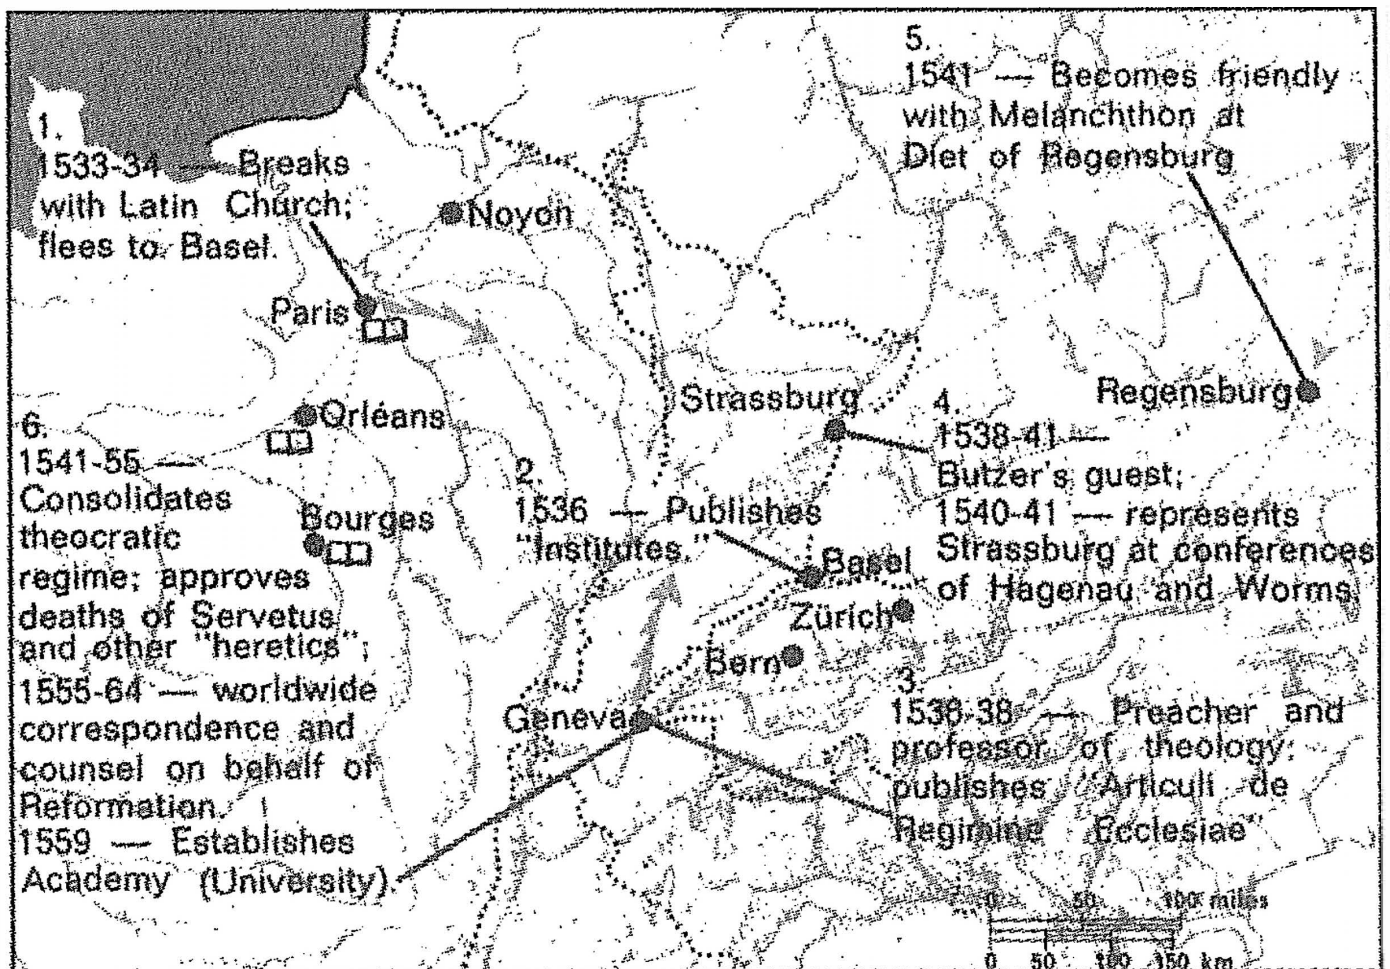 1.
1533-34 — Breaks
with Latin Church;
flees to Basel.
Noyon
Paris
Orléans
Bourges
2.
1536 — Publishes
"Institutes."
Basel
Zürich
Bern
Geneva
3.
1536-38 — Preacher and
professor of theology;
publishes "Articuli de
Regimine Ecclesiae"
Strassburg
4.
1538-41 —
Butzer's guest;
1540-41 — represents
Strassburg at conferences
of Hagenau and Worms.
5.
1541 — Becomes friendly
with Melanchthon at
Diet of Regensburg
Regensburg
6.
1541-55 —
Consolidates
theocratic
regime; approves
deaths of Servetus
and other "heretics";
1555-64 — worldwide
correspondence and
counsel on behalf of
Reformation.
1559 — Establishes
Academy (University).
0 50 100 miles
0 50 100 150 km